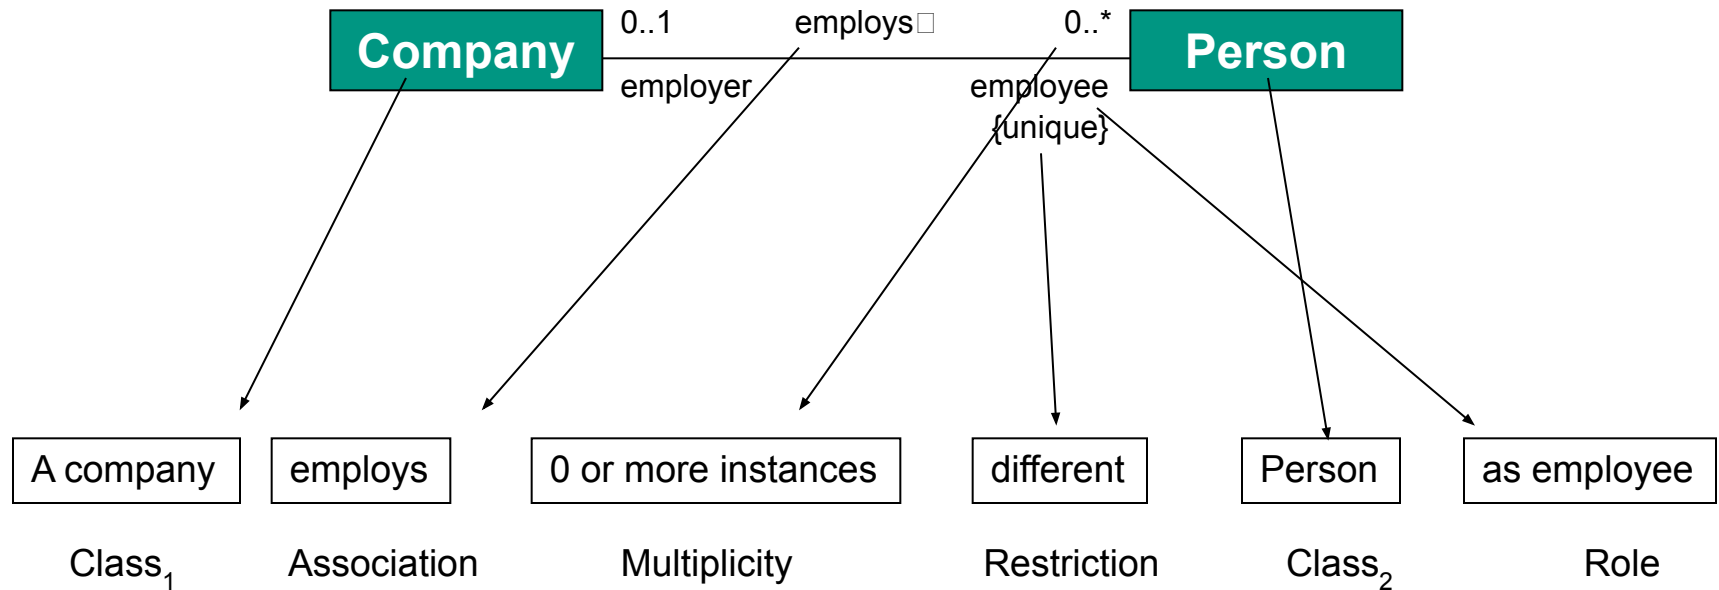 Company 0..1 employs□ 0..* Person
employer employee
{unique}
A company employs 0 or more instances different Person as employee
Class₁ Association Multiplicity Restriction Class₂ Role